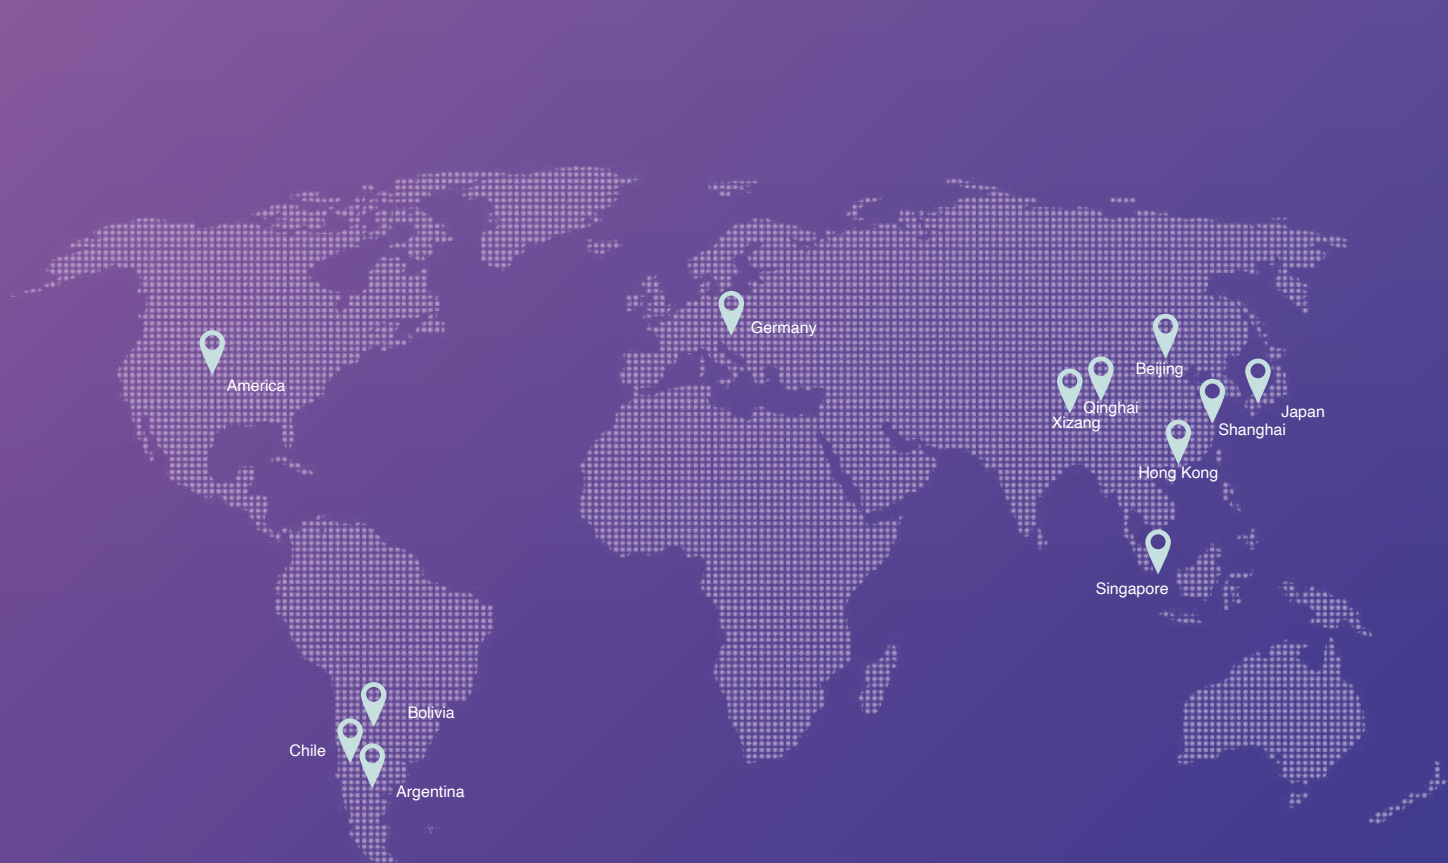 Germany
America
Beijing
Qinghai
Japan
Xizang
Shanghai
Hong Kong
Singapore
Bolivia
Chile
Argentina